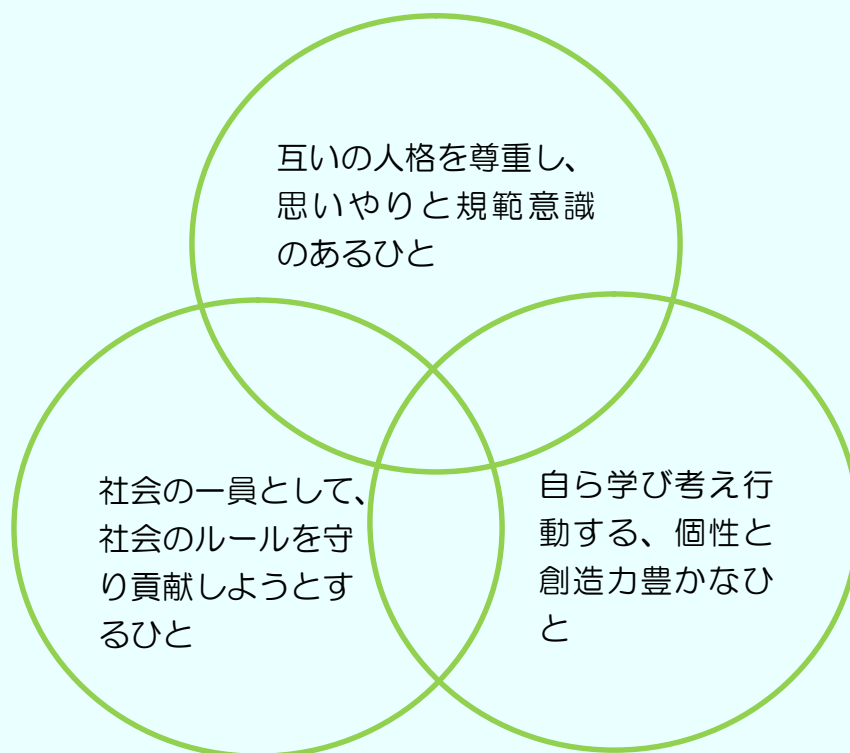 互いの人格を尊重し、
思いやりと規範意識
のあるひと
社会の一員として、
社会のルールを守
り貢献しようとす
るひと
自ら学び考え行
動する、個性と
創造力豊かなひ
と